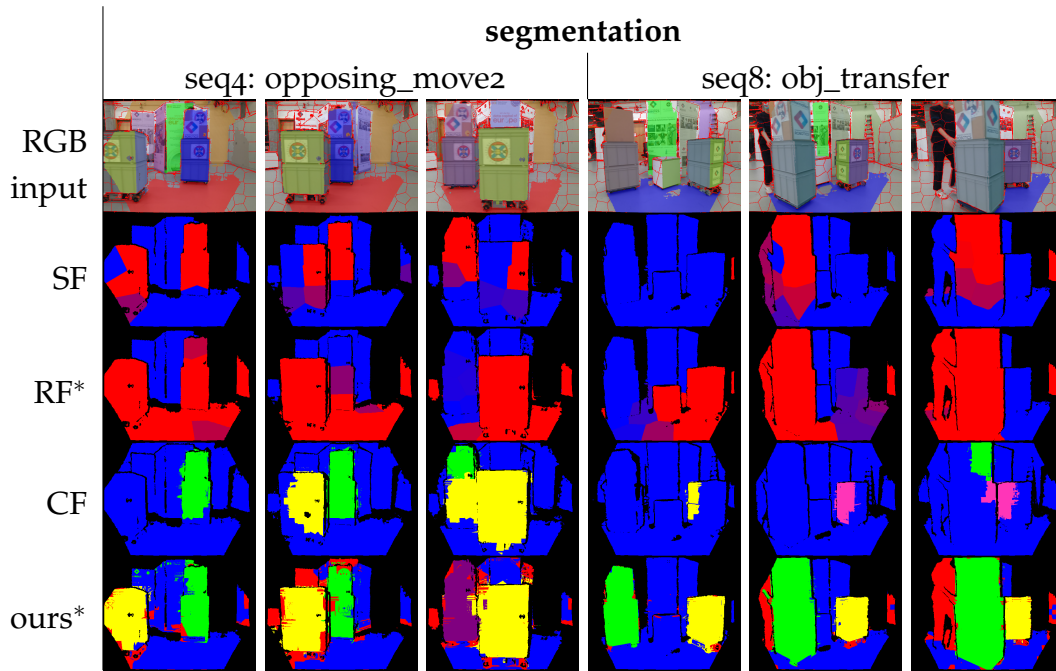 segmentation
seq4: opposing_move2
seq8: obj_transfer
RGB
input
SF
RF*
CF
ours*